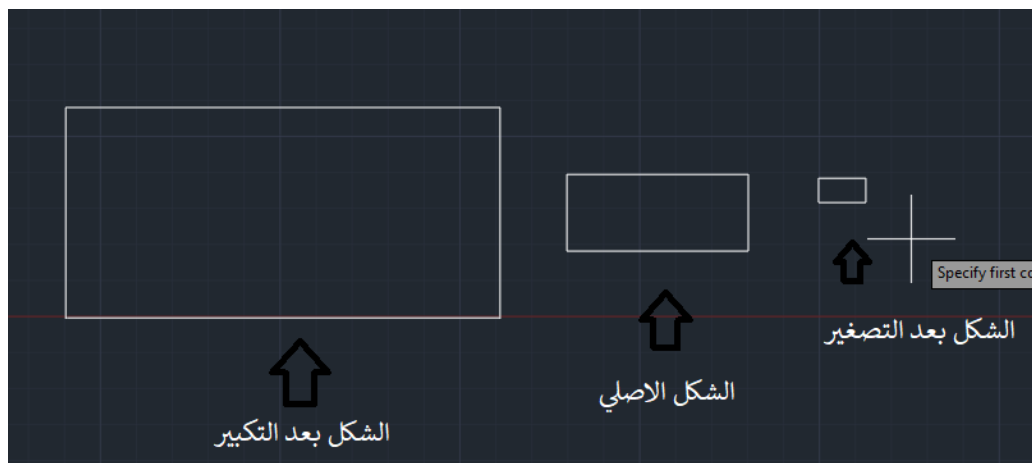 Specify first co
الشكل بعد التصغير
الشكل الاصلي
الشكل بعد التكبير